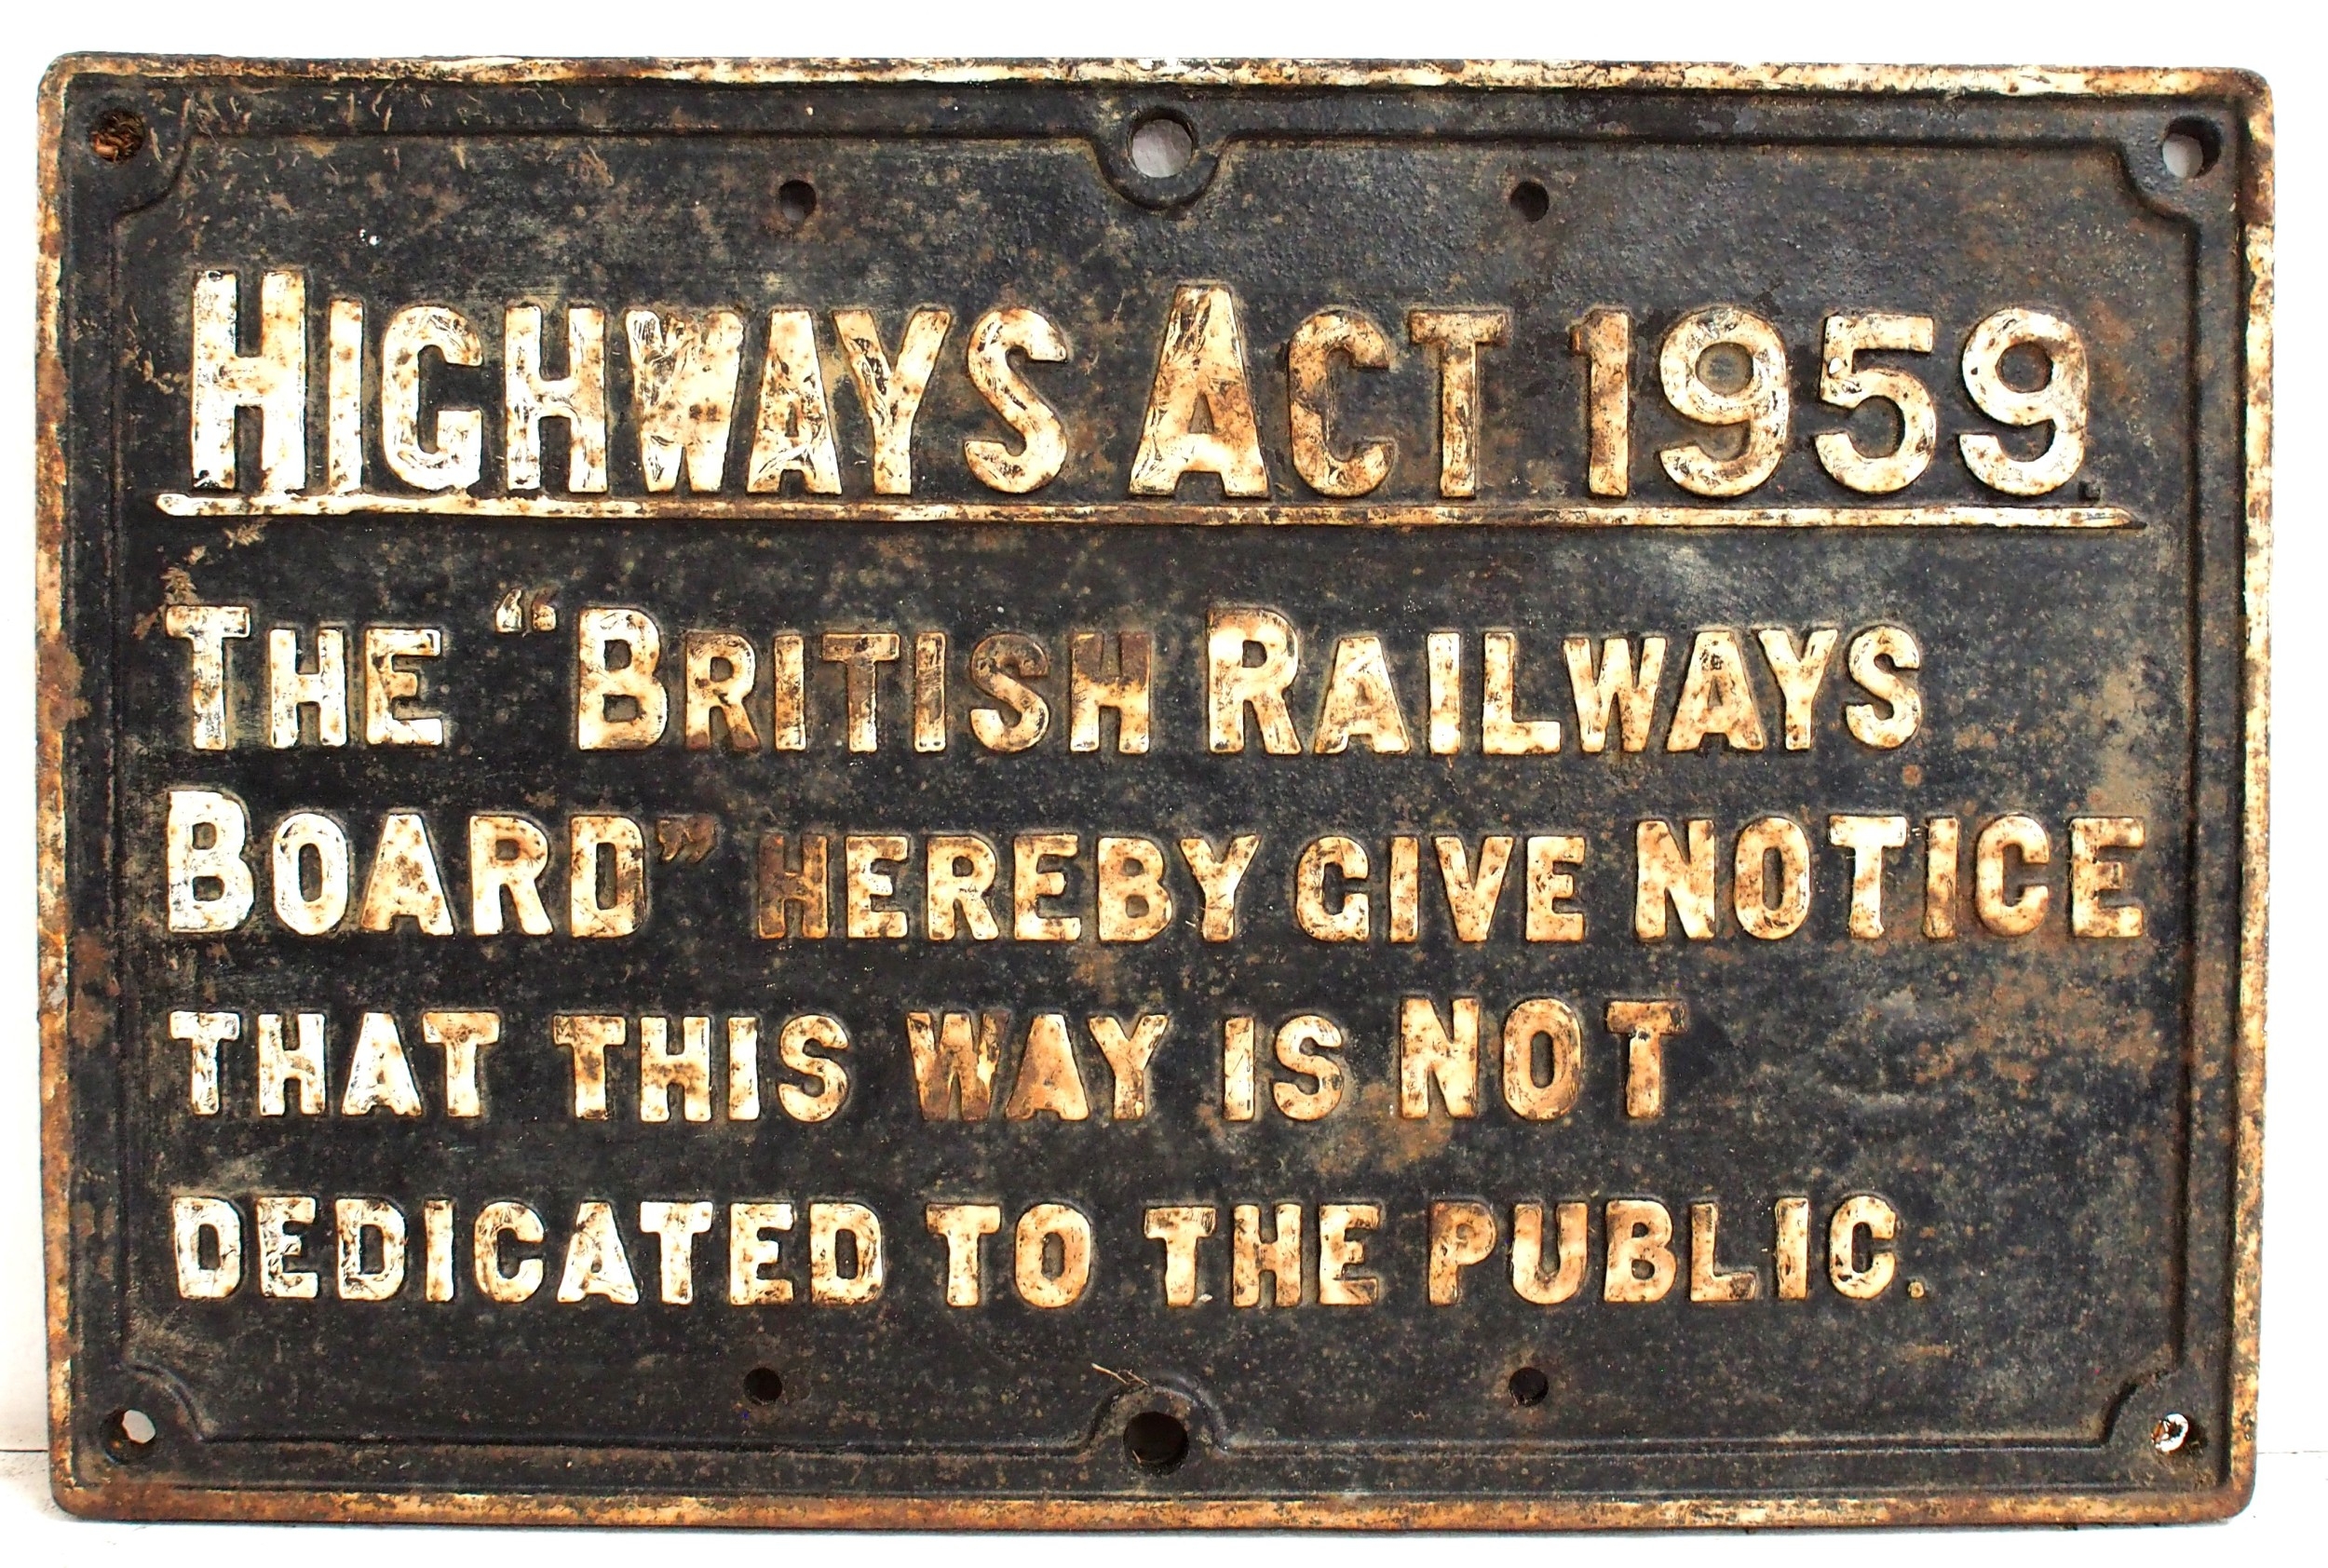 HIGHWAYS ACT 1959.
THE “BRITISH RAILWAYS
BOARD” HEREBY GIVE NOTICE
THAT THIS WAY IS NOT
DEDICATED TO THE PUBLIC.